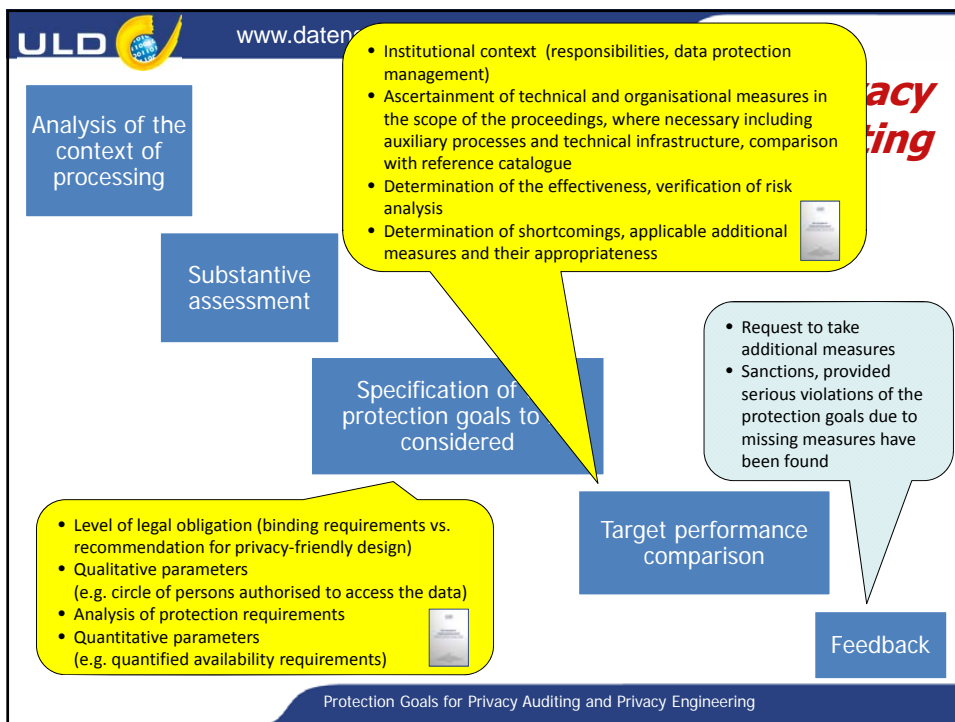 ULD
www.datens
vacy
ting
Analysis of the
context of
processing
• Institutional context (responsibilities, data protection
management)
• Ascertainment of technical and organisational measures in
the scope of the proceedings, where necessary including
auxiliary processes and technical infrastructure, comparison
with reference catalogue
• Determination of the effectiveness, verification of risk
analysis
• Determination of shortcomings, applicable additional
measures and their appropriateness
Substantive
assessment
Specification of
protection goals to
considered
• Request to take
additional measures
• Sanctions, provided
serious violations of the
protection goals due to
missing measures have
been found
• Level of legal obligation (binding requirements vs.
recommendation for privacy-friendly design)
• Qualitative parameters
(e.g. circle of persons authorised to access the data)
• Analysis of protection requirements
• Quantitative parameters
(e.g. quantified availability requirements)
Target performance
comparison
Feedback
Protection Goals for Privacy Auditing and Privacy Engineering